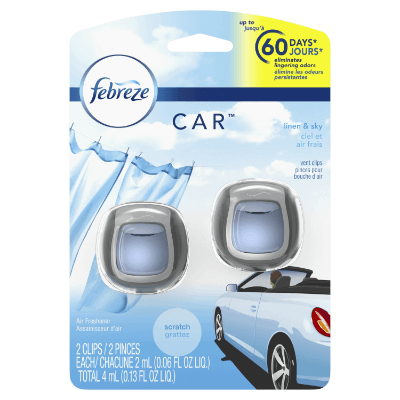 up to
jusqu'à
60 DAYS*
JOURS*
eliminates
lingering odors
élimine les odeurs
persistantes
febreze
CAR™
linen & sky
ciel et
air frais
vent clips
pinces pour
bouche d'air
Air Freshener
Assainisseur d'air
scratch
grattez
2 CLIPS / 2 PINCES
EACH / CHACUNE 2 mL (0.06 FL OZ LIQ.)
TOTAL 4 mL (0.13 FL OZ LIQ.)